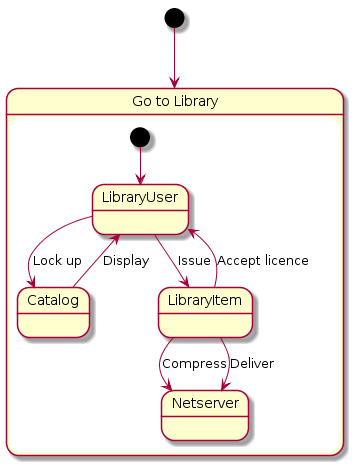 Go to Library
LibraryUser
Lock up
Display
Issue
Accept licence
Catalog
LibraryItem
Compress
Deliver
Netserver